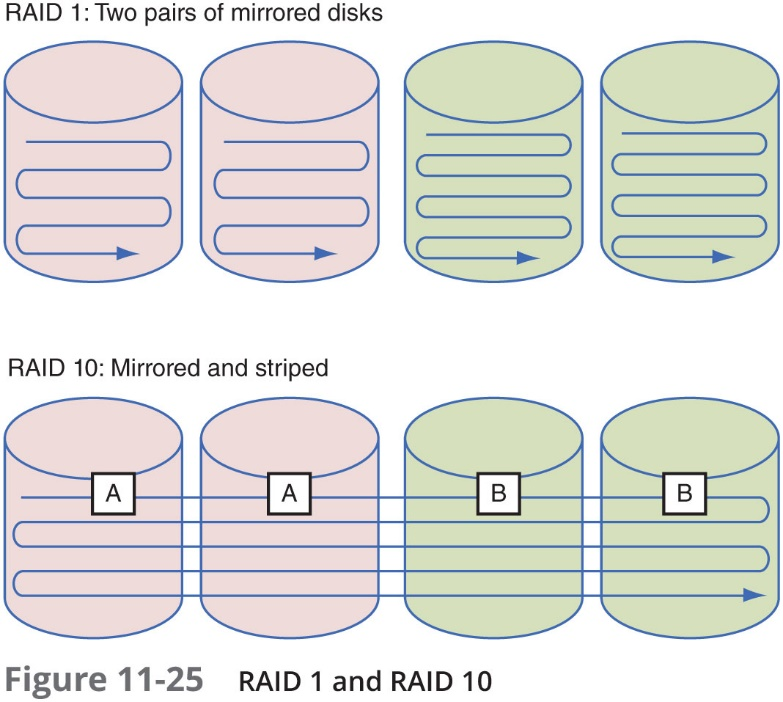 RAID 1: Two pairs of mirrored disks
RAID 10: Mirrored and striped
A
A
B
B
Figure 11-25 RAID 1 and RAID 10